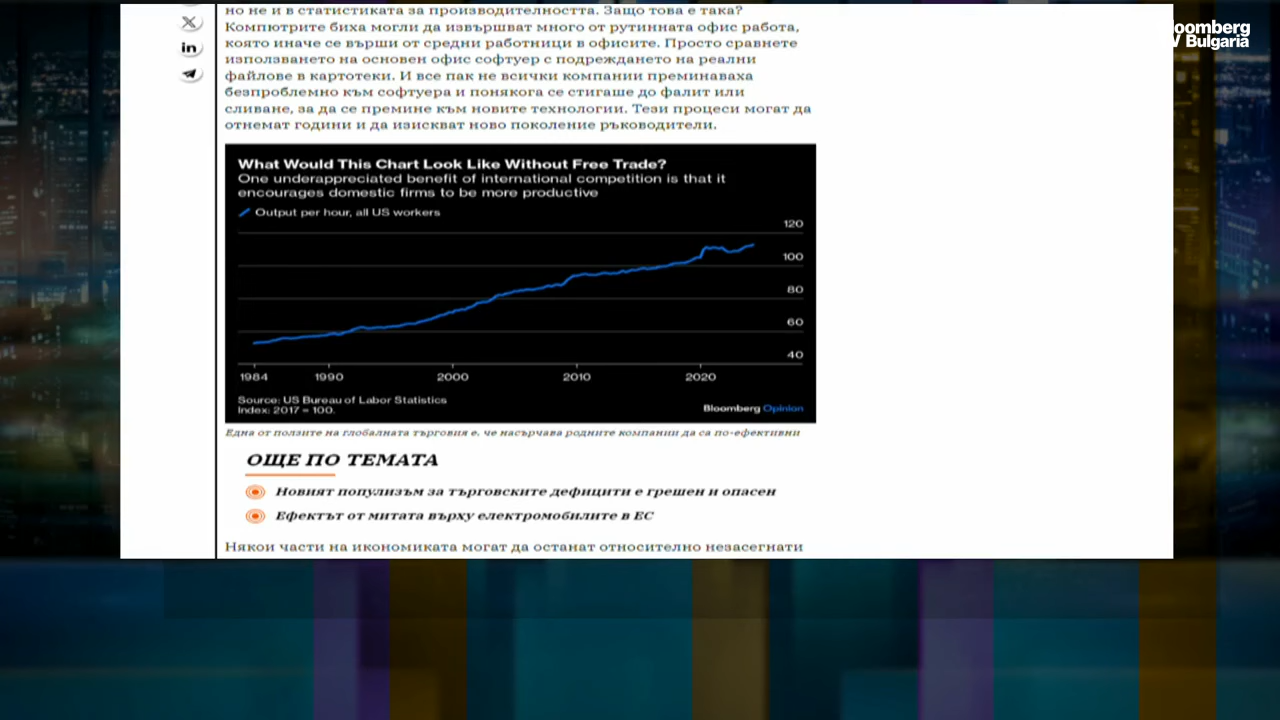 но не и в статистиката за производителността. Защо това е така?
Компютрите биха могли да извършват много от рутинната офис работа,
която иначе се върши от средни работници в офисите. Просто сравнете
използването на основен офис софтуер с подреждането на реални
файлове в картотеки. И все пак не всички компании преминаваха
безпроблемно към софтуера и понякога се стигаше до фалит или
сливане, за да се премине към новите технологии. Тези процеси могат да
отнемат години и да изискват ново поколение ръководители.
What Would This Chart Look Like Without Free Trade?
One underappreciated benefit of international competition is that it
encourages domestic firms to be more productive
Output per hour, all US workers
120
100
80
60
40
1984 1990 2000 2010 2020
Source: US Bureau of Labor Statistics
Index: 2017 = 100.
Bloomberg Opinion
Една от ползите на глобалната търговия е, че насърчава родните компании да са по-ефективни
ОЩЕ ПО ТЕМАТА
Новият популизъм за търговските дефицити е грешен и опасен
Ефектът от митата върху електромобилите в ЕС
Някои части на икономиката могат да останат относително незасегнати
in
loomberg
V Bulgaria